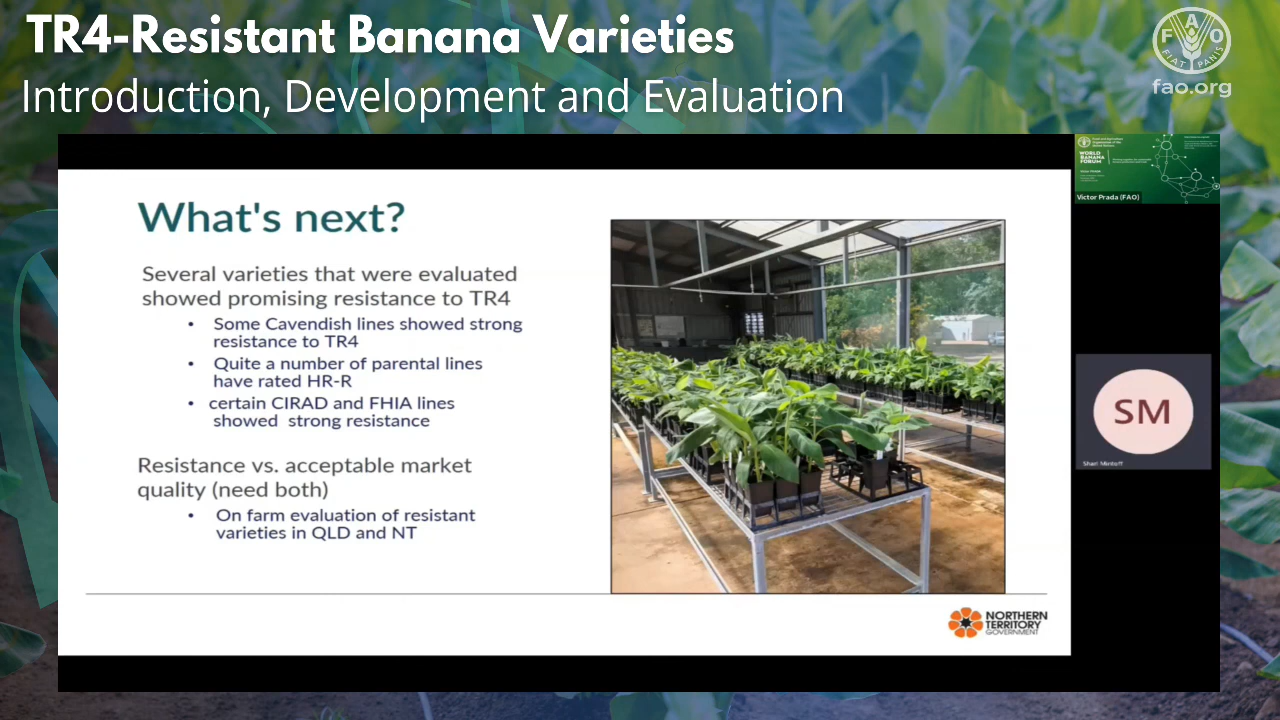 TR4-Resistant Banana Varieties
Introduction, Development and Evaluation
FAO
FIAT PANIS
fao.org
What's next?
Several varieties that were evaluated
showed promising resistance to TR4
• Some Cavendish lines showed strong
resistance to TR4
• Quite a number of parental lines
have rated HR-R
• certain CIRAD and FHIA lines
showed strong resistance
Resistance vs. acceptable market
quality (need both)
• On farm evaluation of resistant
varieties in QLD and NT
NORTHERN
TERRITORY
GOVERNMENT
WORLD
BANANA
FORUM
Victor Prada (FAO)
SM
Shari Mintoff